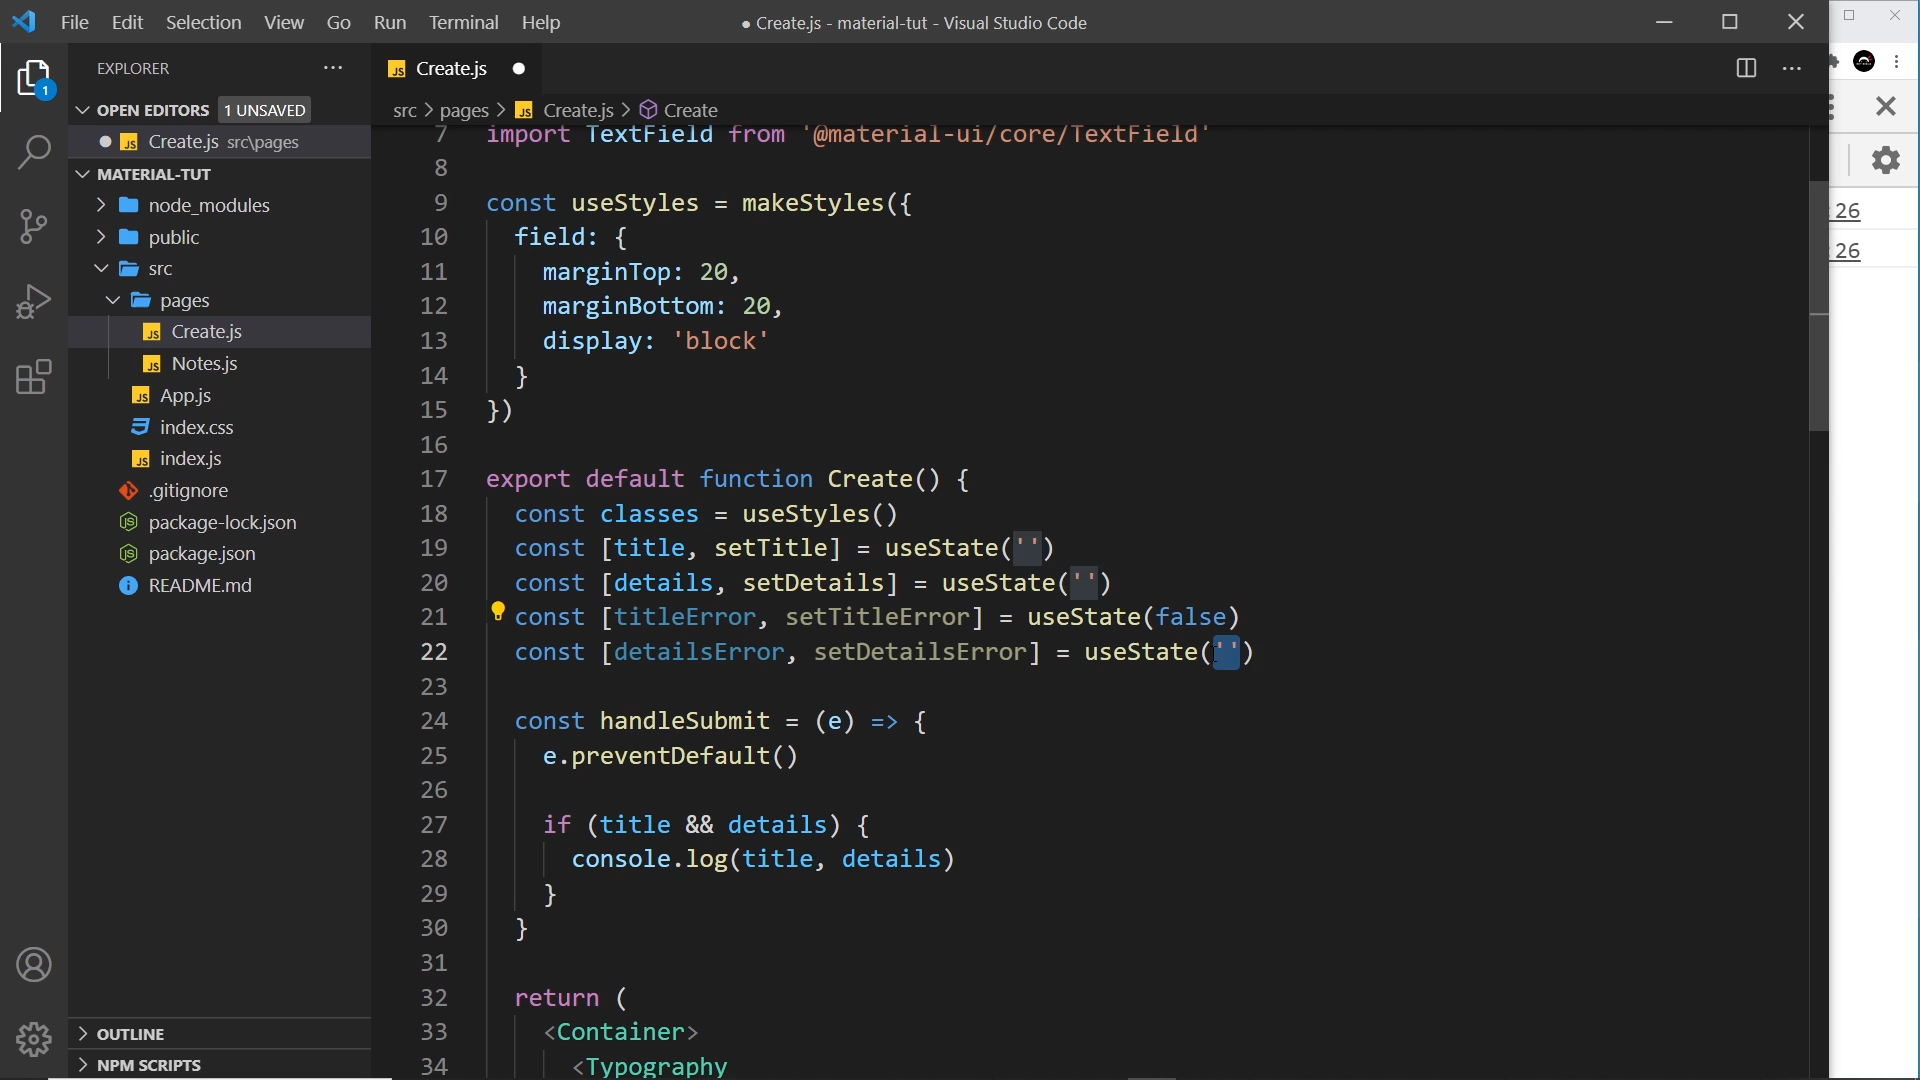 File Edit Selection View Go Run Terminal Help
● Create.js - material-tut - Visual Studio Code
EXPLORER
OPEN EDITORS 1 UNSAVED
Create.js src\pages
MATERIAL-TUT
node_modules
public
src
pages
Create.js
Notes.js
App.js
index.css
index.js
.gitignore
package-lock.json
package.json
README.md
OUTLINE
NPM SCRIPTS
1
JS Create.js
src > pages > JS Create.js > Create
7 import TextField from '@material-ui/core/TextField'
8
9 const useStyles = makeStyles({
10 field: {
11 marginTop: 20,
12 marginBottom: 20,
13 display: 'block'
14 }
15 })
16
17 export default function Create() {
18 const classes = useStyles()
19 const [title, setTitle] = useState('')
20 const [details, setDetails] = useState('')
21 const [titleError, setTitleError] = useState(false)
22 const [detailsError, setDetailsError] = useState('')
23
24 const handleSubmit = (e) => {
25 e.preventDefault()
26
27 if (title && details) {
28 console.log(title, details)
29 }
30 }
31
32 return (
33 <Container>
34 <Typography
:26
:26